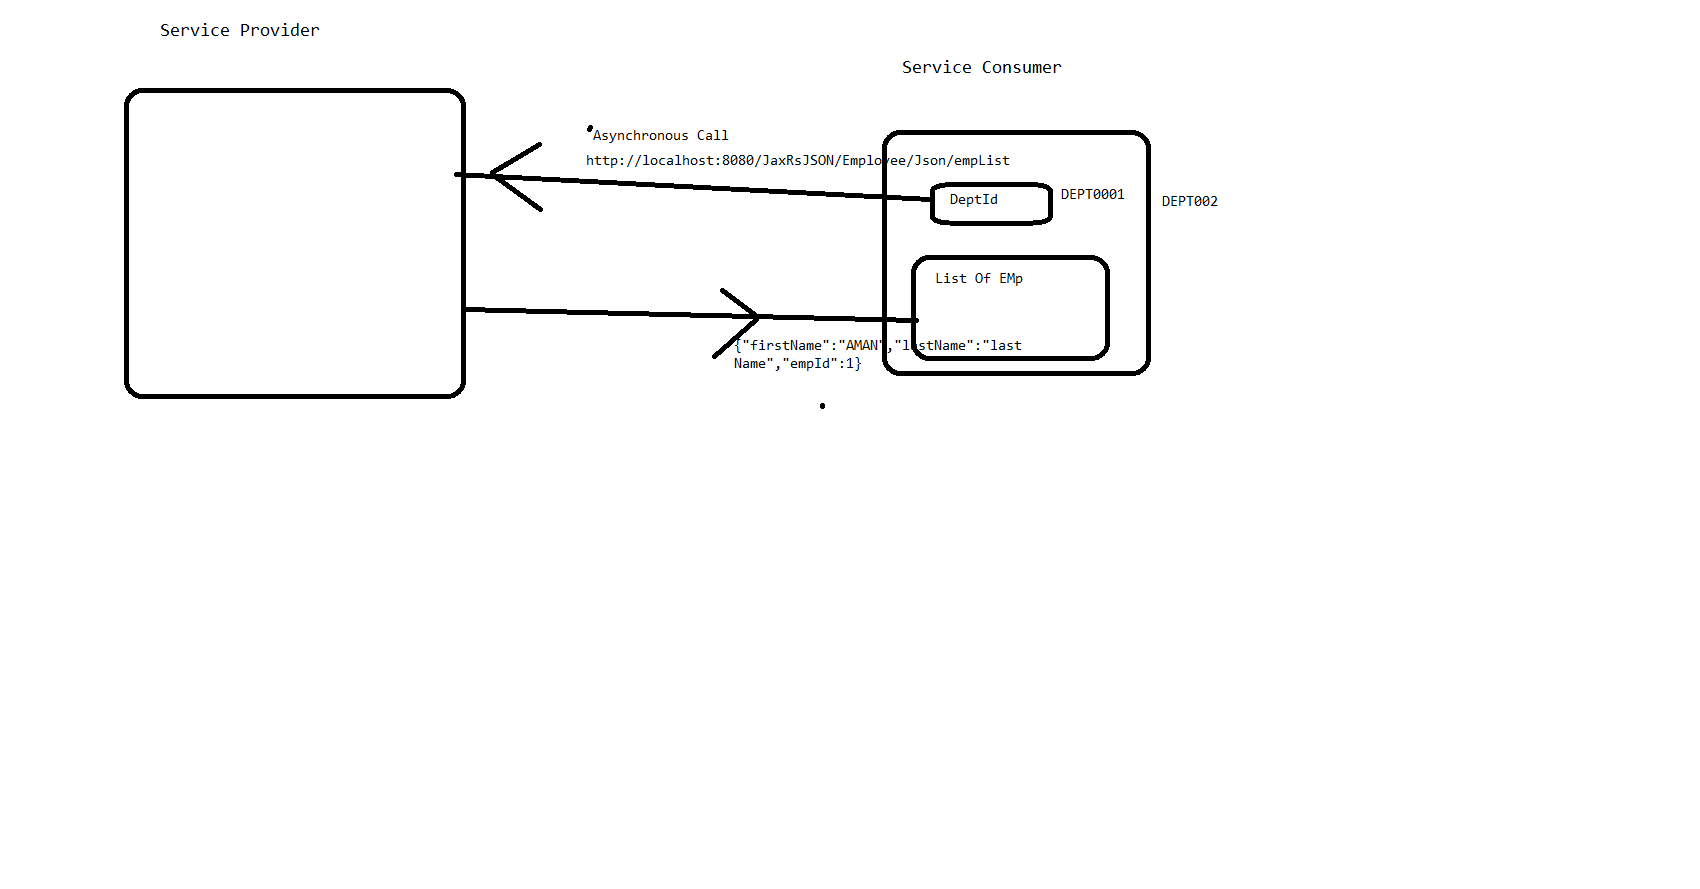 Service Provider
Service Consumer
Asynchronous Call
http://localhost:8080/JaxRsJSON/Employee/Json/empList
DeptId
DEPT0001
DEPT002
List Of EMp
{"firstName":"AMAN","lastName":"last
Name","empId":1}